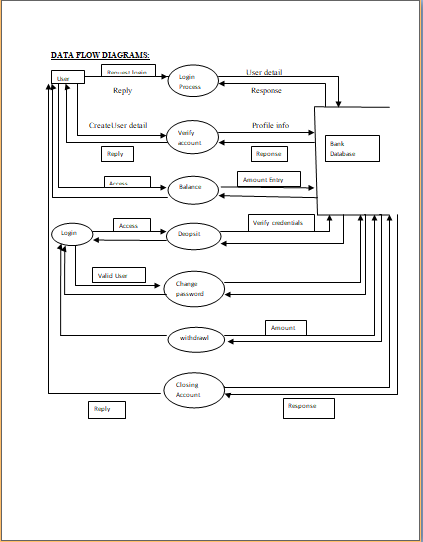 DATA FLOW DIAGRAMS:
User
Request login
Login
Process
User detail
Reply
Response
CreateUser detail
Verify
account
Profile info
Reply
Reponse
Bank
Database
Access
Balance
Amount Entry
Login
Access
Deopsit
Verify credentials
Valid User
Change
password
withdrawl
Amount
Closing
Account
Reply
Response